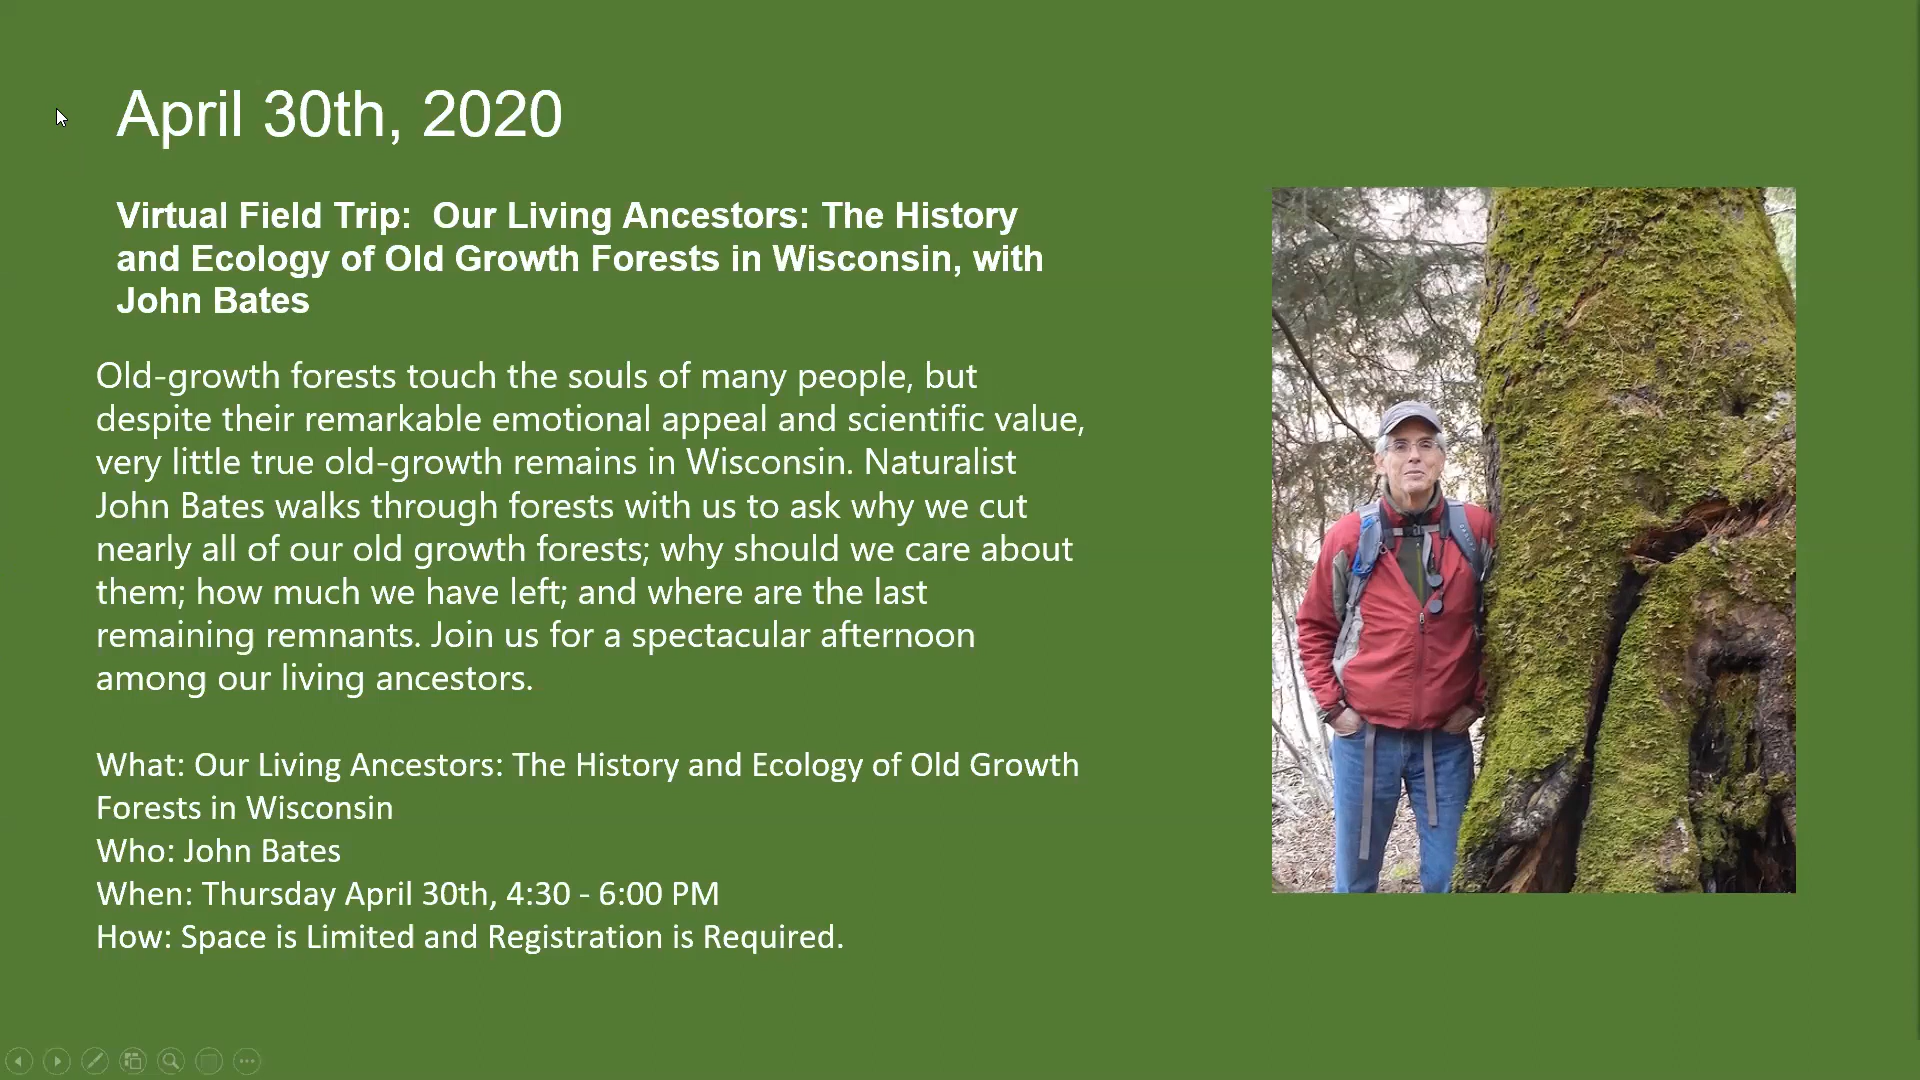 April 30th, 2020
Virtual Field Trip:  Our Living Ancestors: The History
and Ecology of Old Growth Forests in Wisconsin, with
John Bates
Old-growth forests touch the souls of many people, but
despite their remarkable emotional appeal and scientific value,
very little true old-growth remains in Wisconsin. Naturalist
John Bates walks through forests with us to ask why we cut
nearly all of our old growth forests; why should we care about
them; how much we have left; and where are the last
remaining remnants. Join us for a spectacular afternoon
among our living ancestors.
What: Our Living Ancestors: The History and Ecology of Old Growth
Forests in Wisconsin
Who: John Bates
When: Thursday April 30th, 4:30 - 6:00 PM
How: Space is Limited and Registration is Required.